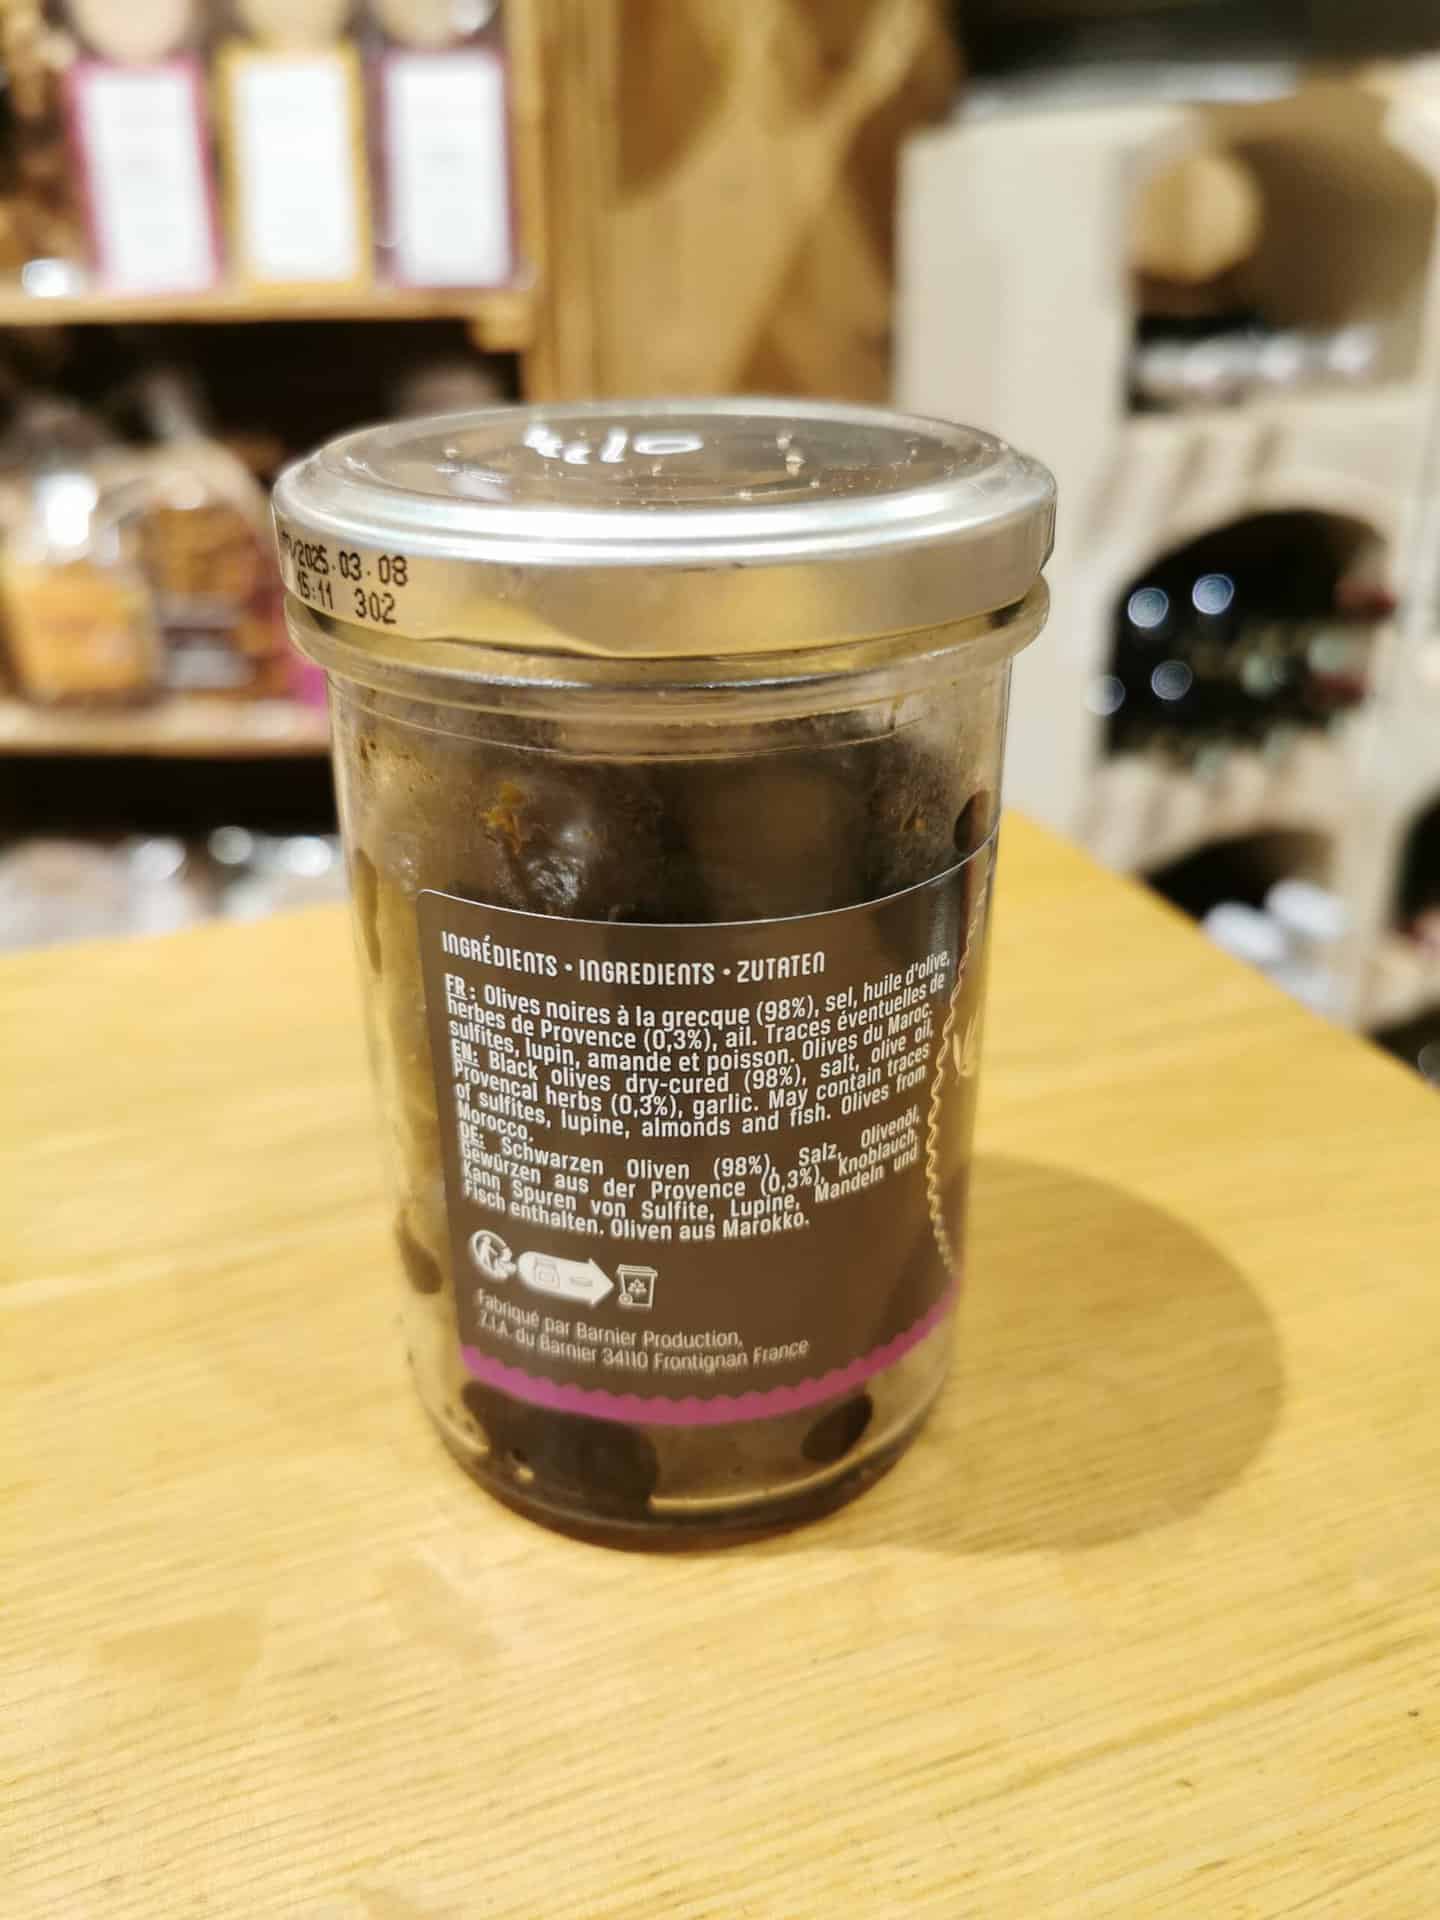 2025.03.08
15:11 302
INGRÉDIENTS • INGREDIENTS • ZUTATEN
FR : Olives noires à la grecque (98%), sel, huile d'olive,
herbes de Provence (0,3%), ail. Traces éventuelles de
sulfites, lupin, amande et poisson. Olives du Maroc.
EN: Black olives dry-cured (98%), salt, olive oil,
Provençal herbs (0,3%), garlic. May contain traces
of sulfites, lupine, almonds and fish. Olives from
Morocco.
DE: Schwarzen Oliven (98%), Salz, Olivenöl,
Gewürzen aus der Provence (0,3%), Knoblauch,
Kann Spuren von Sulfite, Lupine, Mandeln und
Fisch enthalten. Oliven aus Marokko.
Fabriqué par Barnier Production,
Z.I.A. du Barnier 34110 Frontignan France